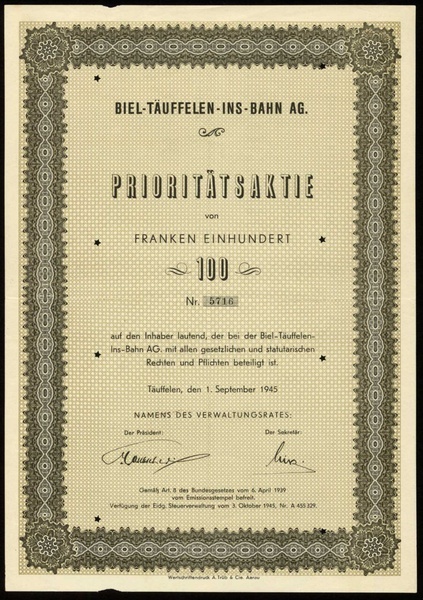 BIEL-TÄUFFELEN-INS-BAHN AG.
PRIORITÄTSAKTIE
von
FRANKEN EINHUNDERT
100
Nr. 5716
auf den Inhaber lautend, der bei der Biel-Täuffelen-
Ins-Bahn AG. mit allen gesetzlichen und statutarischen
Rechten und Pflichten beteiligt ist.
Täuffelen, den 1. September 1945
NAMENS DES VERWALTUNGSRATES:
Der Präsident: Der Sekretär:
Gemäß Art. 8 des Bundesgesetzes vom 6. April 1939
vom Emissionsstempel befreit.
Verfügung der Eidg. Steuerverwaltung vom 3. Oktober 1945, Nr. A 455 329.
Wertschriftendruck A. Trüb & Cie. Aarau